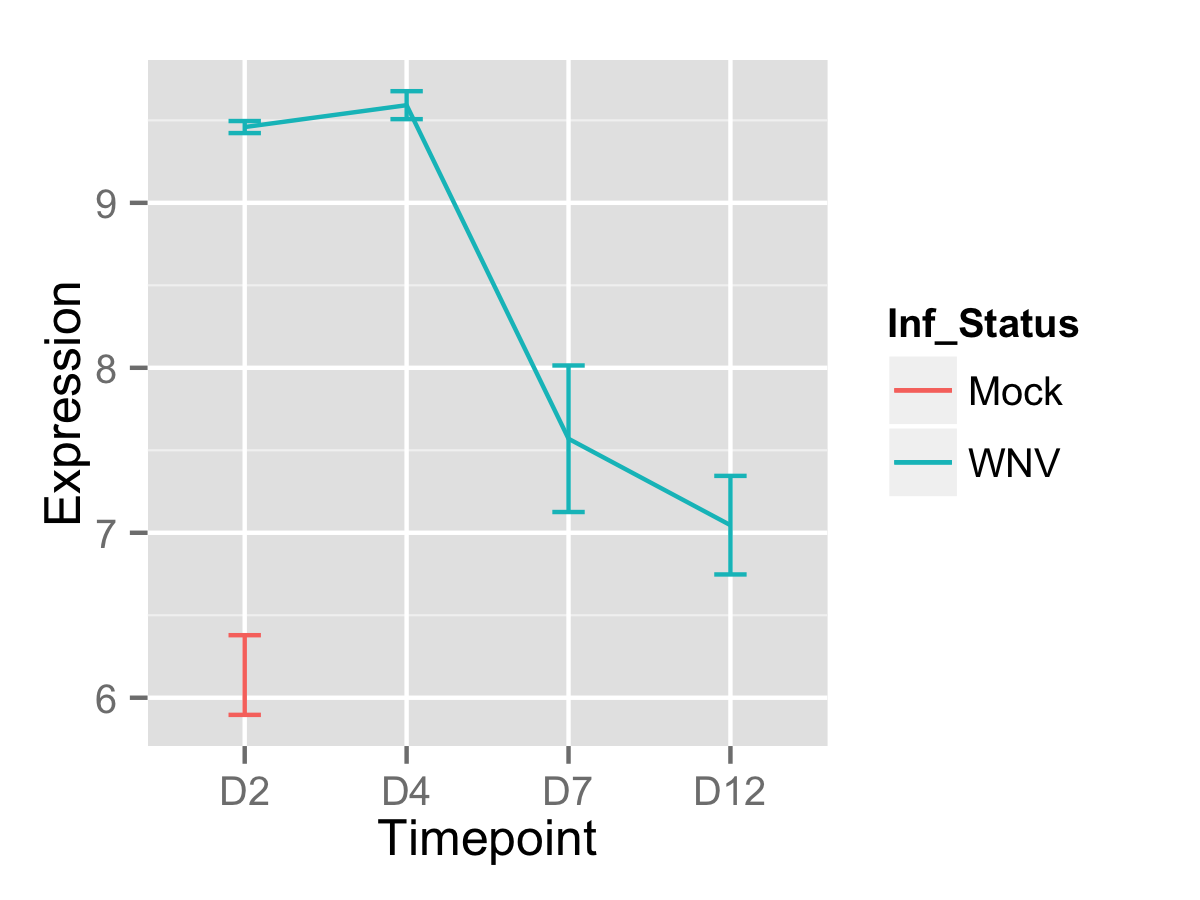 Expression
9
8
7
6
D2 D4 D7 D12
Timepoint
Inf_Status
Mock
WNV